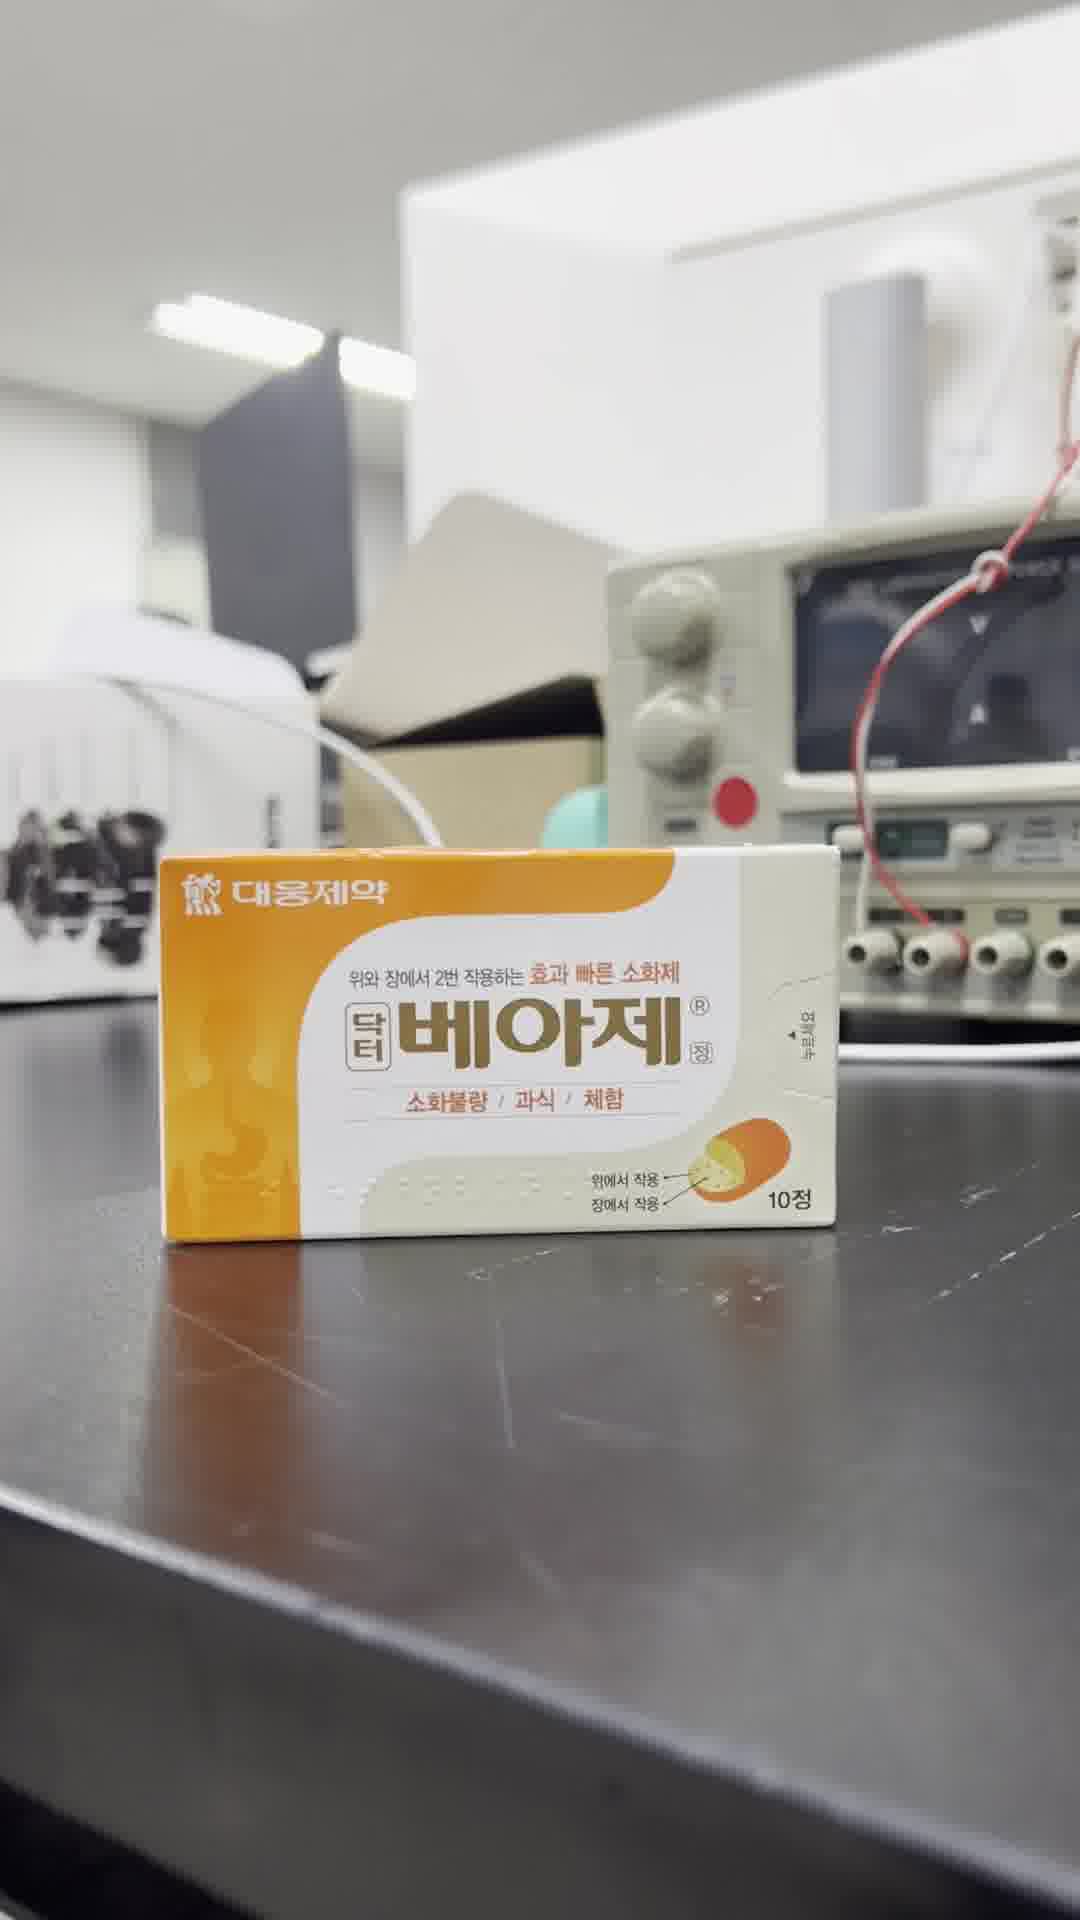 대웅제약
위와 장에서 2번 작용하는 효과 빠른 소화제
닥터 베아제® 정
소화불량 / 과식 / 체함
위에서 작용
장에서 작용
10정